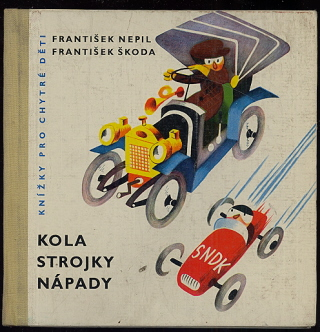 FRANTIŠEK NEPIL
FRANTIŠEK ŠKODA
KNÍŽKY PRO CHYTRÉ DĚTI
KOLA
STROJKY
NÁPADY
SNDK